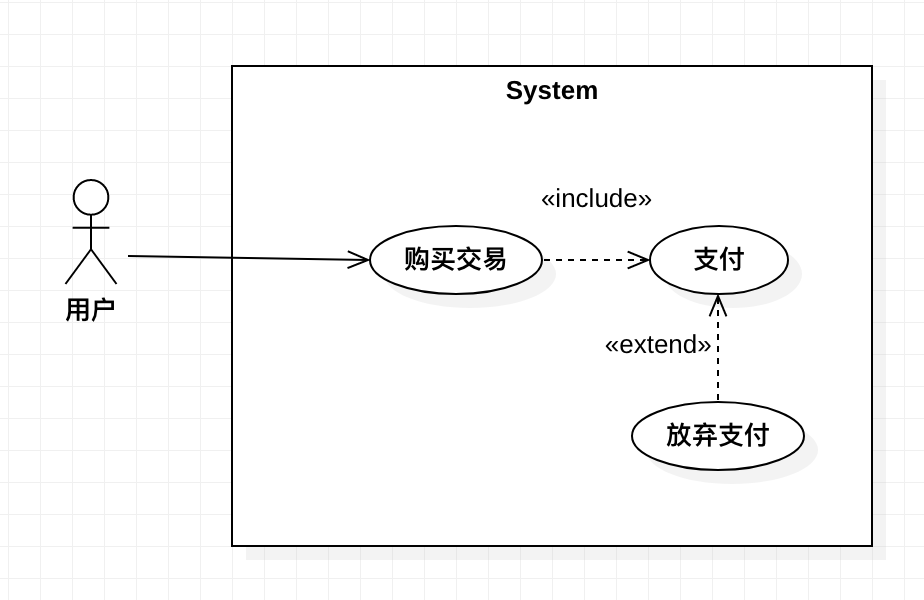 System
«include»
用户
购买交易
支付
«extend»
放弃支付